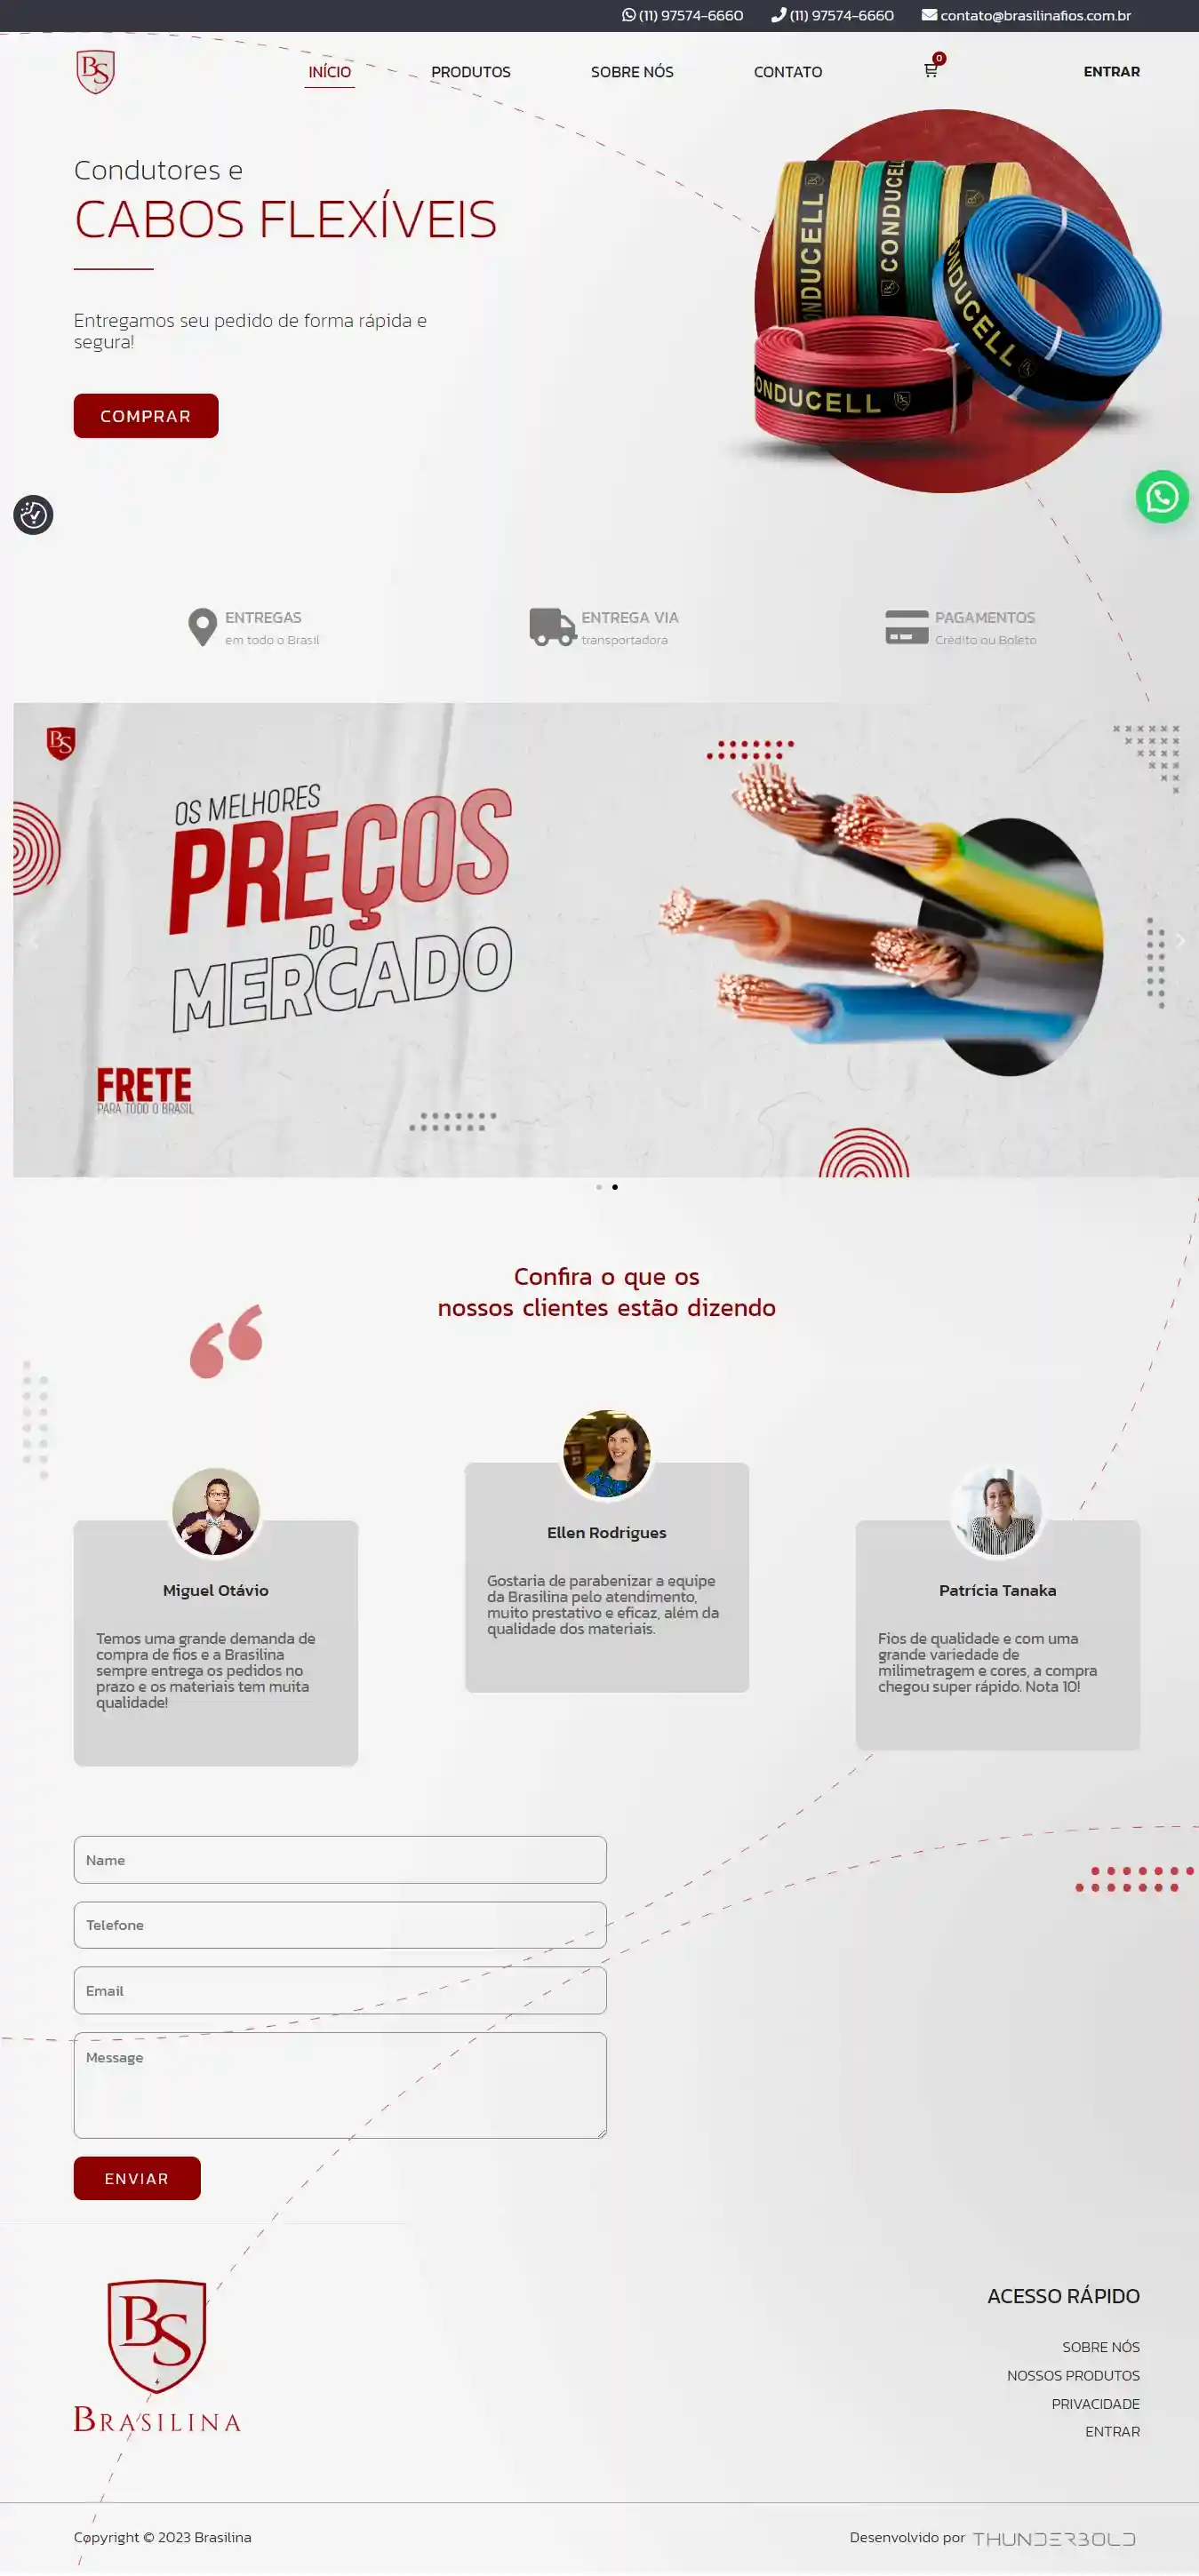 (11) 97574-6660 (11) 97574-6660 contato@brasilinafios.com.br
BS
INÍCIO PRODUTOS SOBRE NÓS CONTATO 0 ENTRAR
Condutores e
CABOS FLEXÍVEIS
Entregamos seu pedido de forma rápida e
segura!
COMPRAR
CONDUCELL
CONDUCELL
CONDUCELL
CONDUCELL
ENTREGAS
em todo o Brasil
ENTREGA VIA
transportadora
PAGAMENTOS
Crédito ou Boleto
BS
OS MELHORES
PREÇOS
DO
MERCADO
FRETE
PARA TODO O BRASIL
Confira o que os
nossos clientes estão dizendo
Miguel Otávio
Temos uma grande demanda de
compra de fios e a Brasilina
sempre entrega os pedidos no
prazo e os materiais tem muita
qualidade!
Ellen Rodrigues
Gostaria de parabenizar a equipe
da Brasilina pelo atendimento,
muito prestativo e eficaz, além da
qualidade dos materiais.
Patrícia Tanaka
Fios de qualidade e com uma
grande variedade de
milimetragem e cores, a compra
chegou super rápido. Nota 10!
Name
Telefone
Email
Message
ENVIAR
BS
BRASILINA
ACESSO RÁPIDO
SOBRE NÓS
NOSSOS PRODUTOS
PRIVACIDADE
ENTRAR
Copyright © 2023 Brasilina
Desenvolvido por THUNDERBOLD